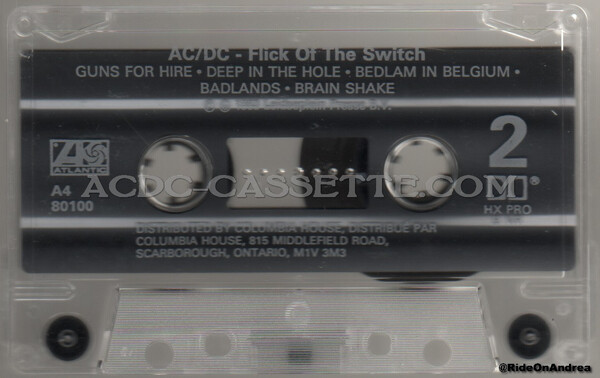 AC/DC - Flick Of The Switch
GUNS FOR HIRE • DEEP IN THE HOLE • BEDLAM IN BELGIUM •
BADLANDS • BRAIN SHAKE
2
ATLANTIC
ACDC-CASSETTE.COM
A4
80100
HX PRO
DISTRIBUTED BY COLUMBIA HOUSE, DISTRIBUÉ PAR
COLUMBIA HOUSE, 815 MIDDLEFIELD ROAD,
SCARBOROUGH, ONTARIO, M1V 3M3
@RideOnAndrea